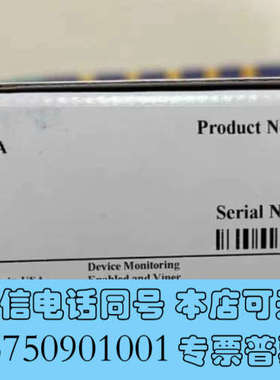 Product N
A
Serial N
Device Monitoring
Enabled and Viper
信电话同号 本店可
750901001 专票普